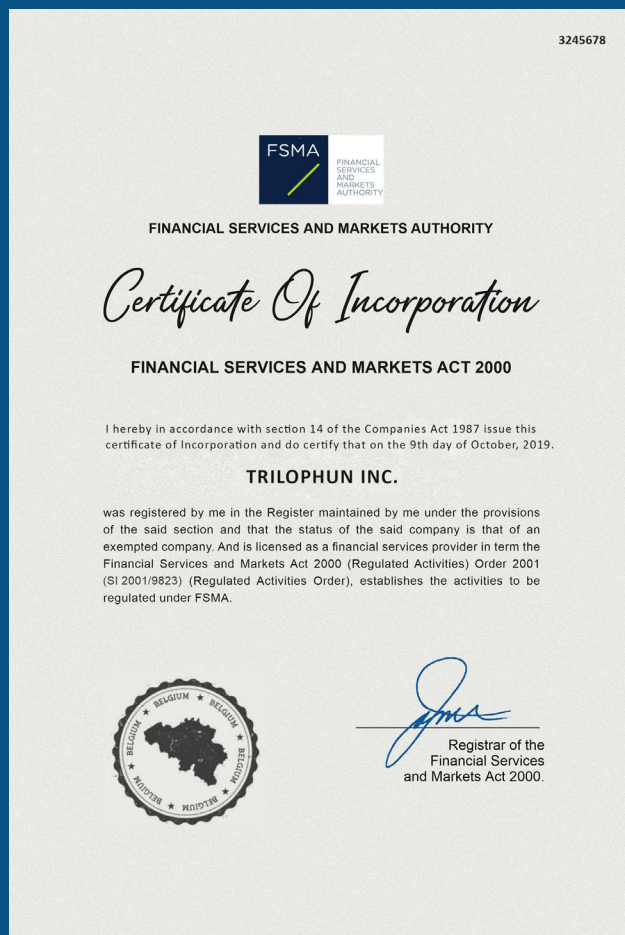 3245678
FSMA
FINANCIAL
SERVICES
AND
MARKETS
AUTHORITY
FINANCIAL SERVICES AND MARKETS AUTHORITY
Certificate Of Incorporation
FINANCIAL SERVICES AND MARKETS ACT 2000
I hereby in accordance with section 14 of the Companies Act 1987 issue this
certificate of Incorporation and do certify that on the 9th day of October, 2019.
TRILOPHUN INC.
was registered by me in the Register maintained by me under the provisions
of the said section and that the status of the said company is that of an
exempted company. And is licensed as a financial services provider in term the
Financial Services and Markets Act 2000 (Regulated Activities) Order 2001
(SI 2001/9823) (Regulated Activities Order), establishes the activities to be
regulated under FSMA.
BELGIUM ★ BELGIUM ★ BELGIUM ★ BELGIUM ★ BELGIUM ★ BELGIUM ★
Registrar of the
Financial Services
and Markets Act 2000.